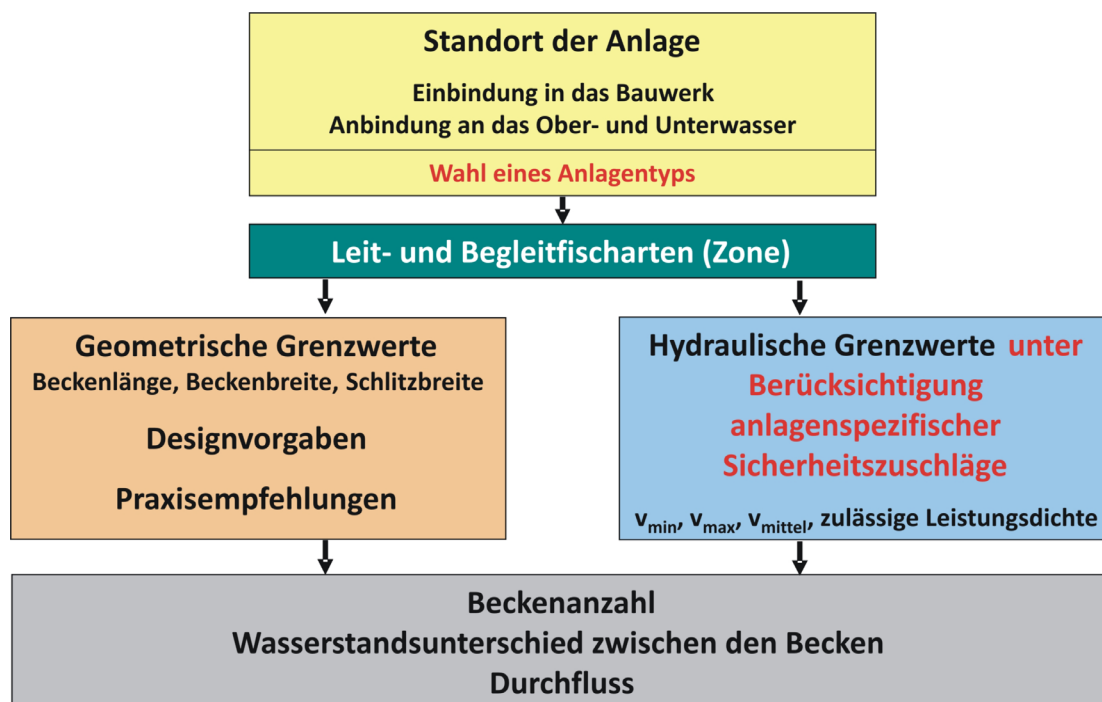 Standort der Anlage
Einbindung in das Bauwerk
Anbindung an das Ober- und Unterwasser
Wahl eines Anlagentyps
Leit- und Begleitfischarten (Zone)
Geometrische Grenzwerte
Beckenlänge, Beckenbreite, Schlitzbreite
Designvorgaben
Praxisempfehlungen
Hydraulische Grenzwerte unter
Berücksichtigung
anlagenspezifischer
Sicherheitszuschläge
vmin, vmax, vmittel, zulässige Leistungsdichte
Beckenanzahl
Wasserstandsunterschied zwischen den Becken
Durchfluss